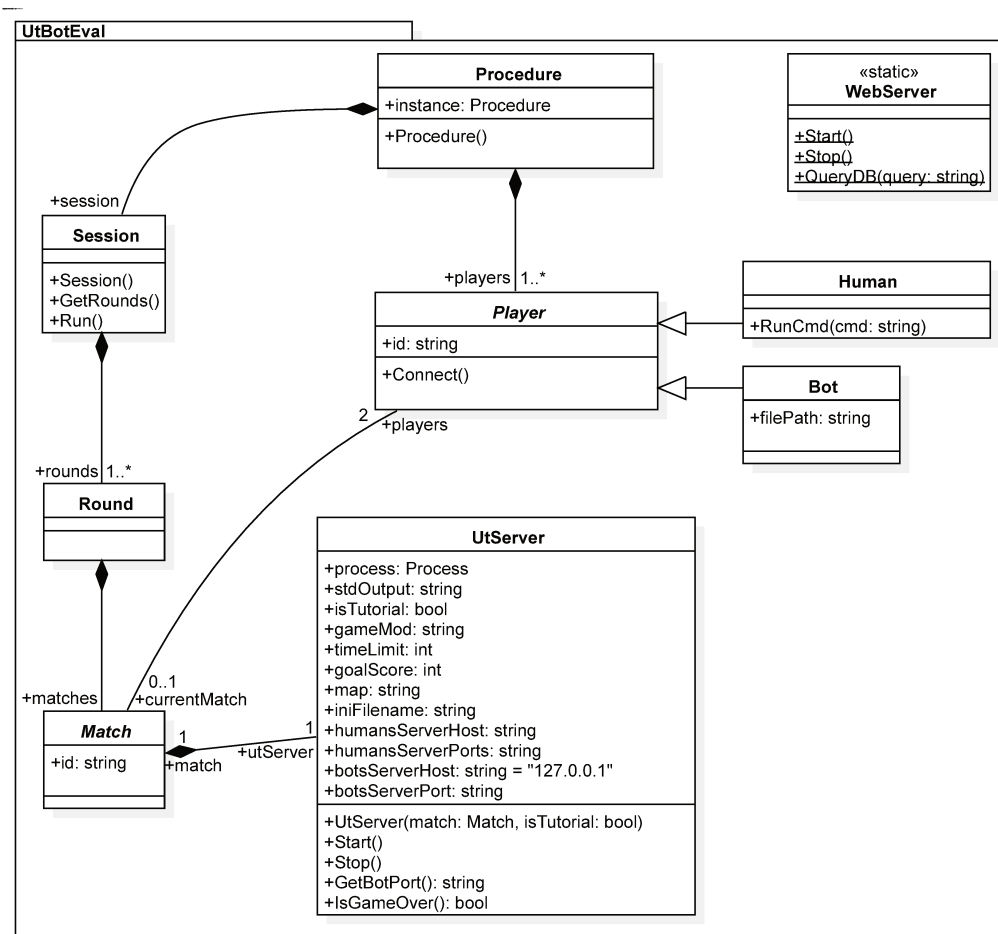 UtBotEval
Procedure
+instance: Procedure
+Procedure()
«static»
WebServer
+Start()
+Stop()
+QueryDB(query: string)
+session
Session
+Session()
+GetRounds()
+Run()
+players 1..*
Player
+id: string
+Connect()
Human
+RunCmd(cmd: string)
Bot
+filePath: string
2
+players
+rounds 1..*
Round
UtServer
+process: Process
+stdOutput: string
+isTutorial: bool
+gameMod: string
+timeLimit: int
+goalScore: int
+map: string
+iniFilename: string
+humansServerHost: string
+humansServerPorts: string
+botsServerHost: string = "127.0.0.1"
+botsServerPort: string
+UtServer(match: Match, isTutorial: bool)
+Start()
+Stop()
+GetBotPort(): string
+IsGameOver(): bool
0..1
+matches
+currentMatch
Match
+id: string
1
+match
1
+utServer